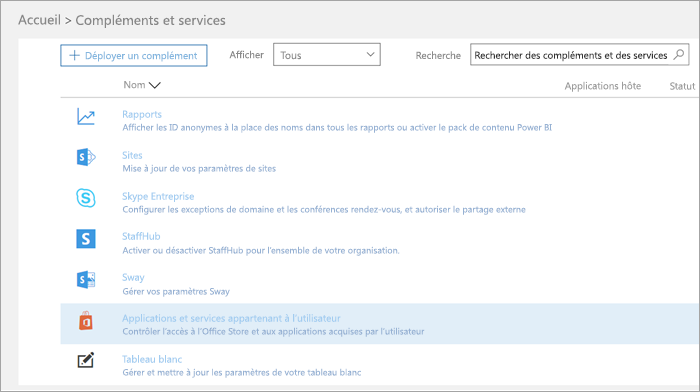 Accueil > Compléments et services
+ Déployer un complément Afficher Tous Recherche Rechercher des compléments et des services
Nom Applications hôte Statut
Rapports
Afficher les ID anonymes à la place des noms dans tous les rapports ou activer le pack de contenu Power BI
Sites
Mise à jour de vos paramètres de sites
Skype Entreprise
Configurer les exceptions de domaine et les conférences rendez-vous, et autoriser le partage externe
StaffHub
Activer ou désactiver StaffHub pour l'ensemble de votre organisation.
Sway
Gérer vos paramètres Sway
Applications et services appartenant à l'utilisateur
Contrôler l'accès à l'Office Store et aux applications acquises par l'utilisateur
Tableau blanc
Gérer et mettre à jour les paramètres de votre tableau blanc